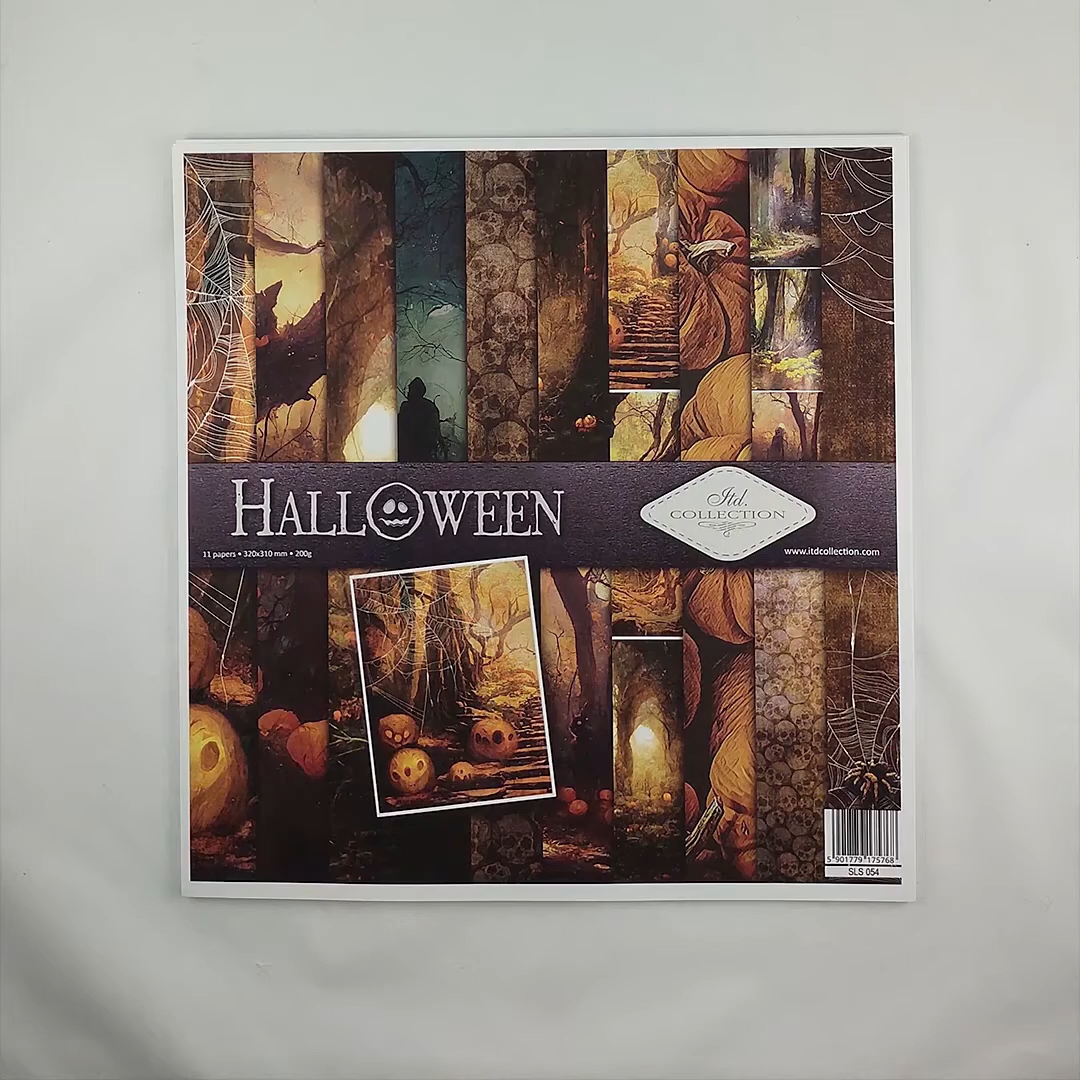 HALLOWEEN
11 papers • 320x310 mm • 200g
Itd.
COLLECTION
www.itdcollection.com
5 901779 175768
SLS 054